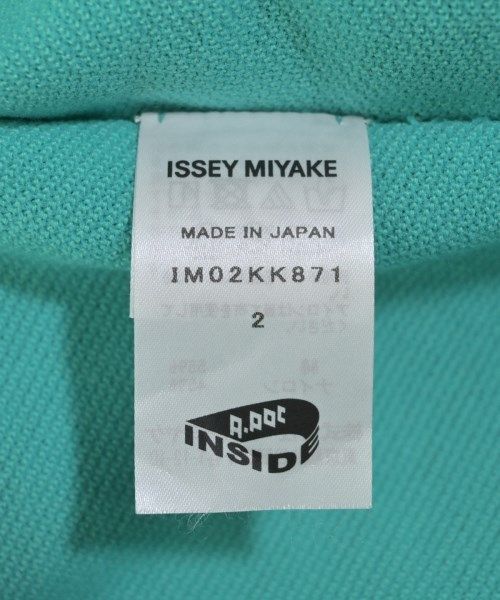 ISSEY MIYAKE
MADE IN JAPAN
IM02KK871
2
A.POC
INSIDE